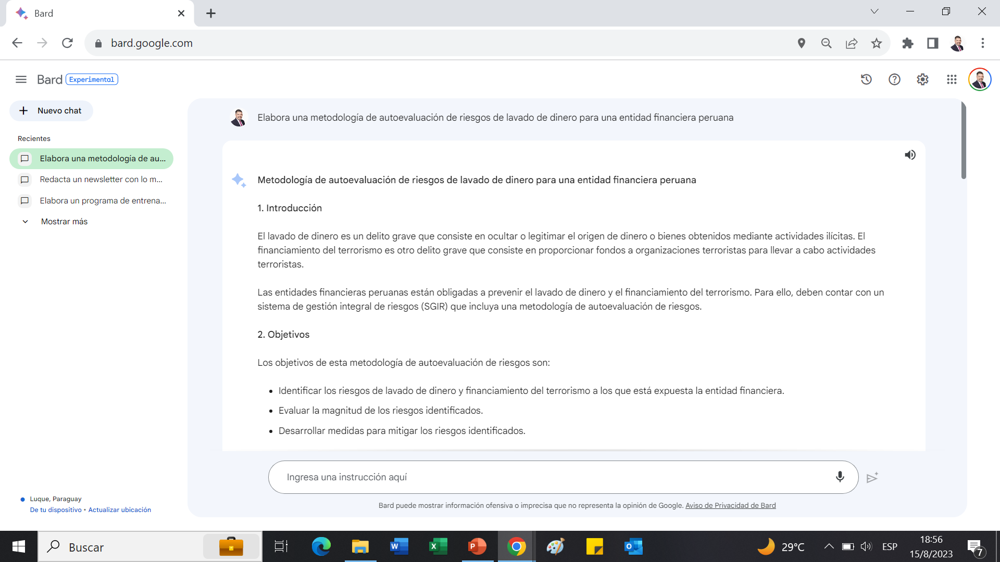 Bard
bard.google.com
Bard Experimental
Nuevo chat
Recientes
Elabora una metodología de au...
Redacta un newsletter con lo m...
Elabora un programa de entrena...
Mostrar más
Luque, Paraguay
De tu dispositivo • Actualizar ubicación
Elabora una metodología de autoevaluación de riesgos de lavado de dinero para una entidad financiera peruana
Metodología de autoevaluación de riesgos de lavado de dinero para una entidad financiera peruana
1. Introducción
El lavado de dinero es un delito grave que consiste en ocultar o legitimar el origen de dinero o bienes obtenidos mediante actividades ilícitas. El
financiamiento del terrorismo es otro delito grave que consiste en proporcionar fondos a organizaciones terroristas para llevar a cabo actividades
terroristas.
Las entidades financieras peruanas están obligadas a prevenir el lavado de dinero y el financiamiento del terrorismo. Para ello, deben contar con un
sistema de gestión integral de riesgos (SGIR) que incluya una metodología de autoevaluación de riesgos.
2. Objetivos
Los objetivos de esta metodología de autoevaluación de riesgos son:
• Identificar los riesgos de lavado de dinero y financiamiento del terrorismo a los que está expuesta la entidad financiera.
• Evaluar la magnitud de los riesgos identificados.
• Desarrollar medidas para mitigar los riesgos identificados.
Ingresa una instrucción aquí
Bard puede mostrar información ofensiva o imprecisa que no representa la opinión de Google. Aviso de Privacidad de Bard
Buscar
29°C
ESP
18:56
15/8/2023
7